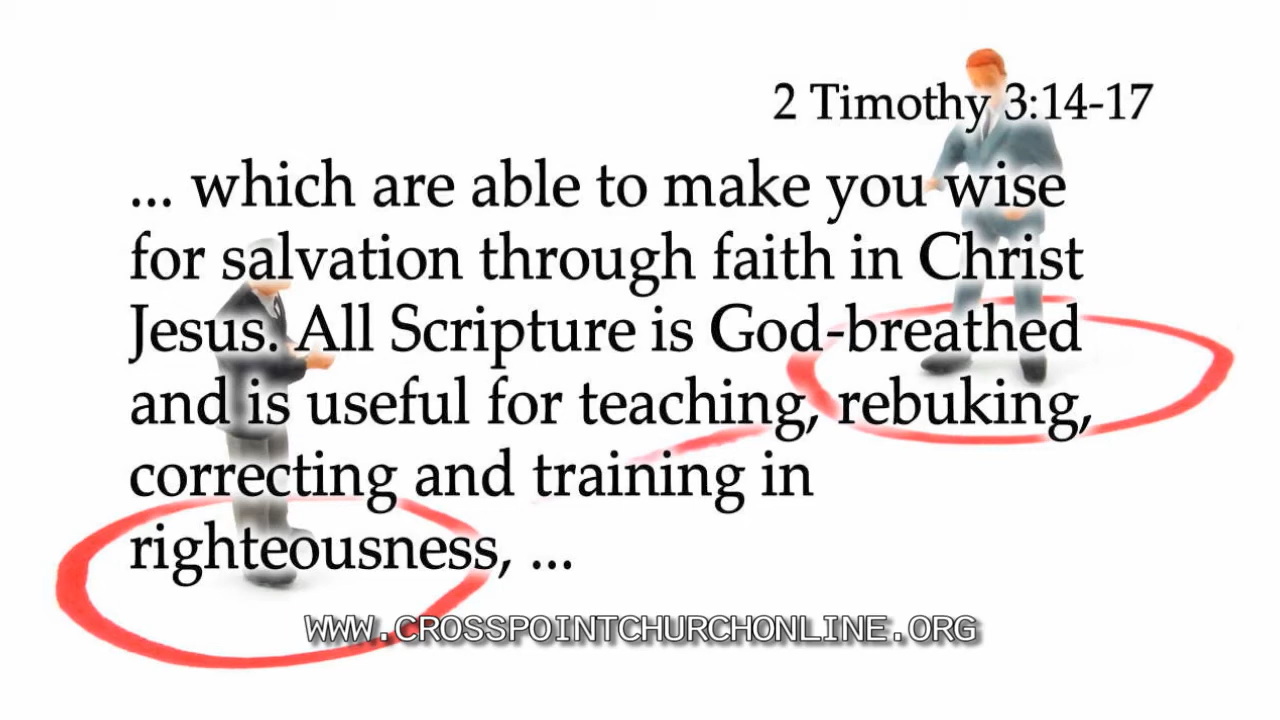 2 Timothy 3:14-17
... which are able to make you wise
for salvation through faith in Christ
Jesus. All Scripture is God-breathed
and is useful for teaching, rebuking,
correcting and training in
righteousness, ...
WWW.CROSSPOINTCHURCHONLINE.ORG